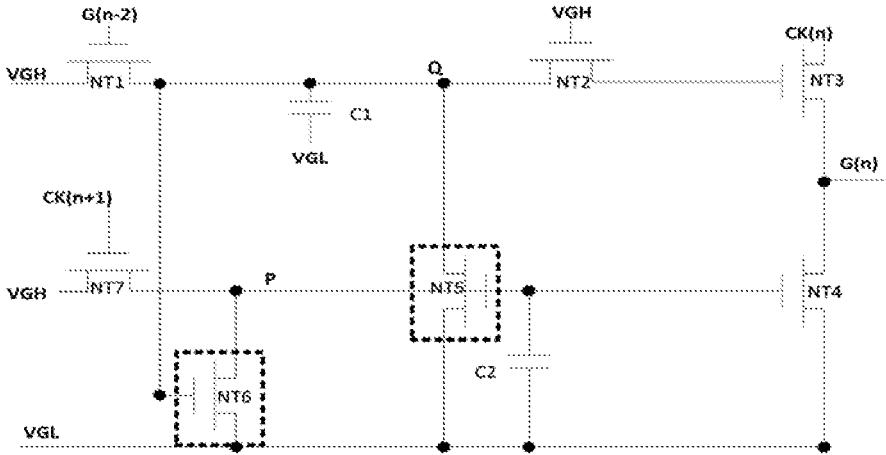 G(n-2)
VGH
CK(n)
VGH
NT1
Q
NT2
NT3
C1
VGL
G(n)
CK(n+1)
VGH
NT7
P
NT5
NT4
C2
NT6
VGL